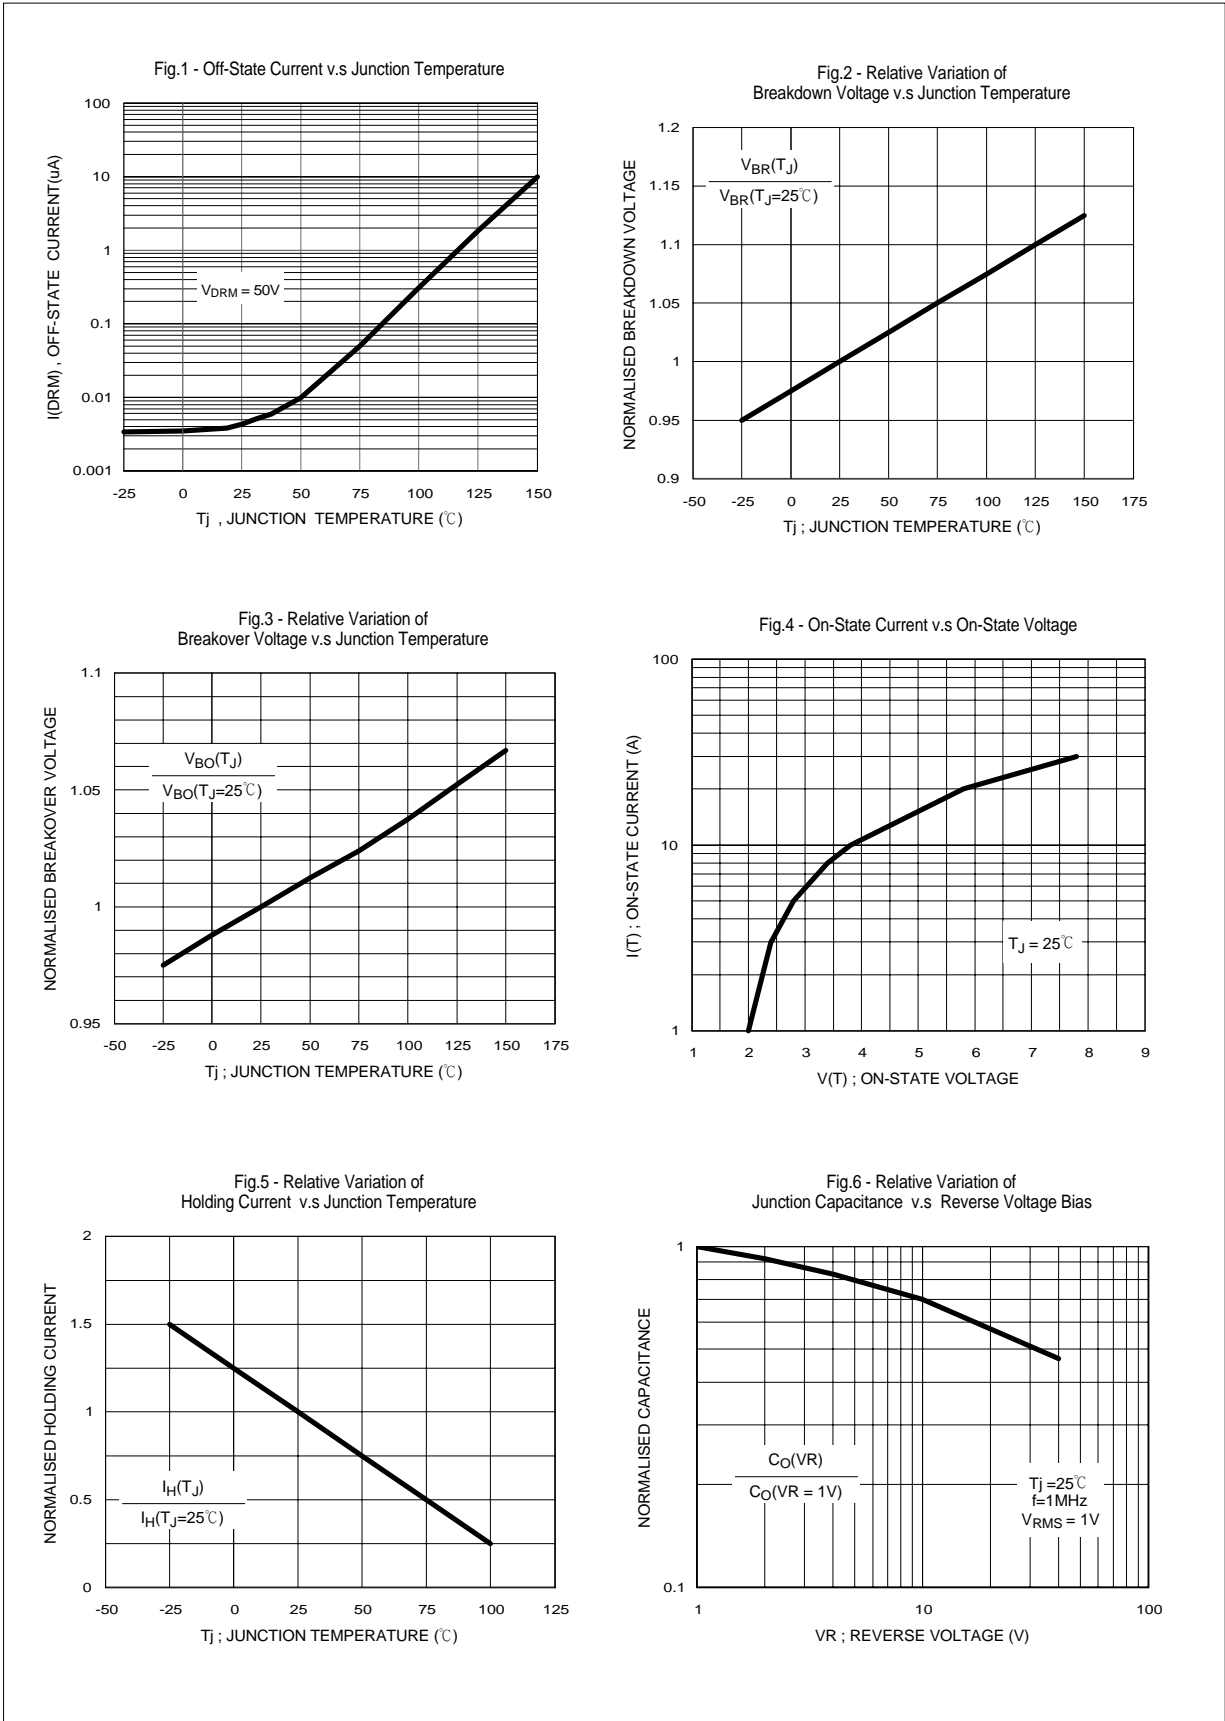 Fig.1 - Off-State Current v.s Junction Temperature
I(DRM) , OFF-STATE CURRENT(uA)
100
10
1
0.1
0.01
0.001
VDRM = 50V
-25 0 25 50 75 100 125 150
Tj , JUNCTION TEMPERATURE (℃)
Fig.2 - Relative Variation of
Breakdown Voltage v.s Junction Temperature
NORMALISED BREAKDOWN VOLTAGE
1.2
1.15
1.10
1.05
1
0.95
0.9
VBR(TJ)
VBR(TJ=25℃)
-50 -25 0 25 50 75 100 125 150 175
Tj ; JUNCTION TEMPERATURE (℃)
Fig.3 - Relative Variation of
Breakover Voltage v.s Junction Temperature
NORMALISED BREAKOVER VOLTAGE
1.1
1.05
1
0.95
VBO(TJ)
VBO(TJ=25℃)
-50 -25 0 25 50 75 100 125 150 175
Tj ; JUNCTION TEMPERATURE (℃)
Fig.4 - On-State Current v.s On-State Voltage
I(T) ; ON-STATE CURRENT (A)
100
10
1
TJ = 25℃
1 2 3 4 5 6 7 8 9
V(T) ; ON-STATE VOLTAGE
Fig.5 - Relative Variation of
Holding Current v.s Junction Temperature
NORMALISED HOLDING CURRENT
2
1.5
1
0.5
0
IH(TJ)
IH(TJ=25℃)
-50 -25 0 25 50 75 100 125
Tj ; JUNCTION TEMPERATURE (℃)
Fig.6 - Relative Variation of
Junction Capacitance v.s Reverse Voltage Bias
NORMALISED CAPACITANCE
1
0.1
CO(VR)
CO(VR = 1V)
Tj =25℃
f=1MHz
VRMS = 1V
1 10 100
VR ; REVERSE VOLTAGE (V)